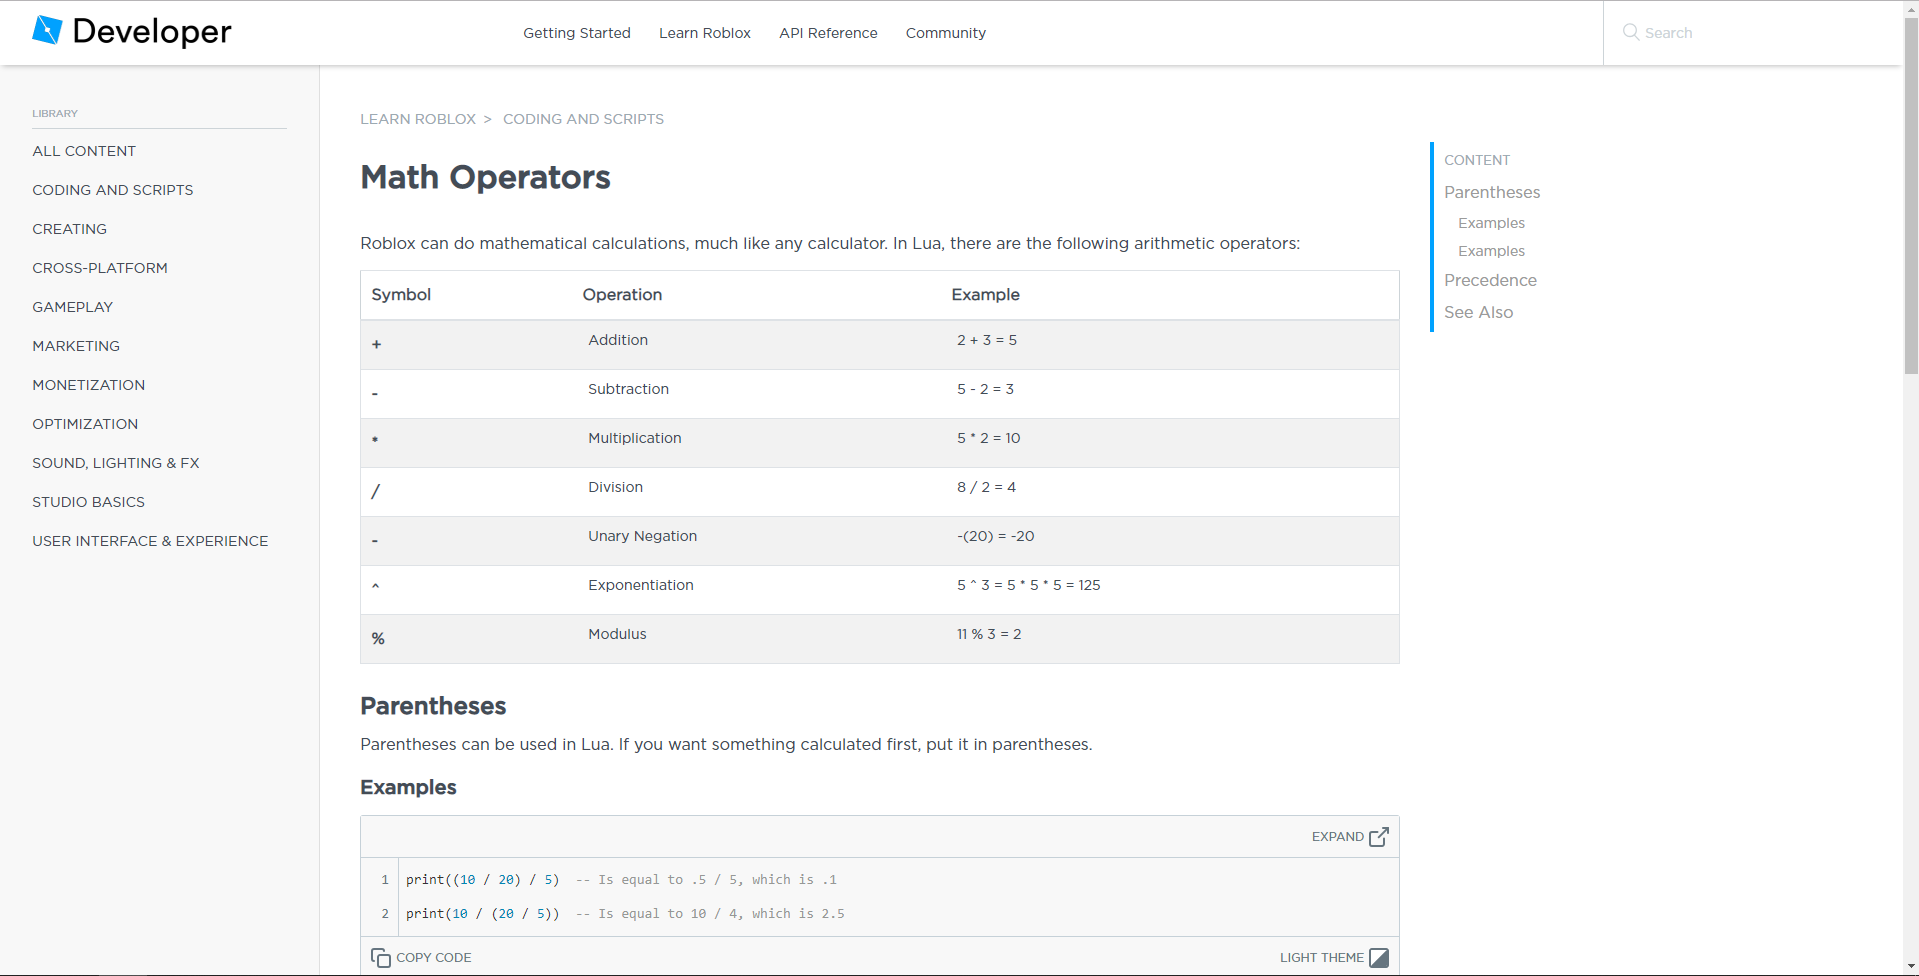 Developer
Getting Started Learn Roblox API Reference Community
Search
LIBRARY
ALL CONTENT
CODING AND SCRIPTS
CREATING
CROSS-PLATFORM
GAMEPLAY
MARKETING
MONETIZATION
OPTIMIZATION
SOUND, LIGHTING & FX
STUDIO BASICS
USER INTERFACE & EXPERIENCE
LEARN ROBLOX > CODING AND SCRIPTS
Math Operators
Roblox can do mathematical calculations, much like any calculator. In Lua, there are the following arithmetic operators:
Symbol Operation Example
+ Addition 2 + 3 = 5
- Subtraction 5 - 2 = 3
* Multiplication 5 * 2 = 10
/ Division 8 / 2 = 4
- Unary Negation -(20) = -20
^ Exponentiation 5 ^ 3 = 5 * 5 * 5 = 125
% Modulus 11 % 3 = 2
Parentheses
Parentheses can be used in Lua. If you want something calculated first, put it in parentheses.
Examples
EXPAND
1 print((10 / 20) / 5) -- Is equal to .5 / 5, which is .1
2 print(10 / (20 / 5)) -- Is equal to 10 / 4, which is 2.5
COPY CODE LIGHT THEME
CONTENT
Parentheses
Examples
Examples
Precedence
See Also